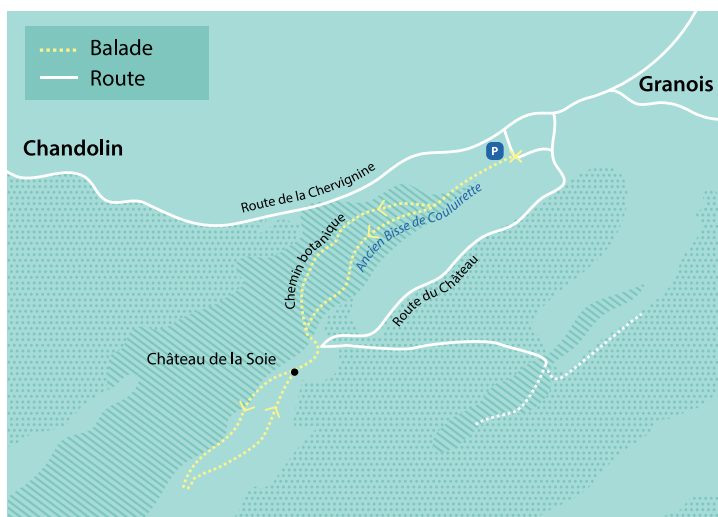 Balade
Route
Granois
Chandolin
P
Route de la Chervignine
Ancien Bisse de Couluirette
Chemin botanique
Route du Château
Château de la Soie